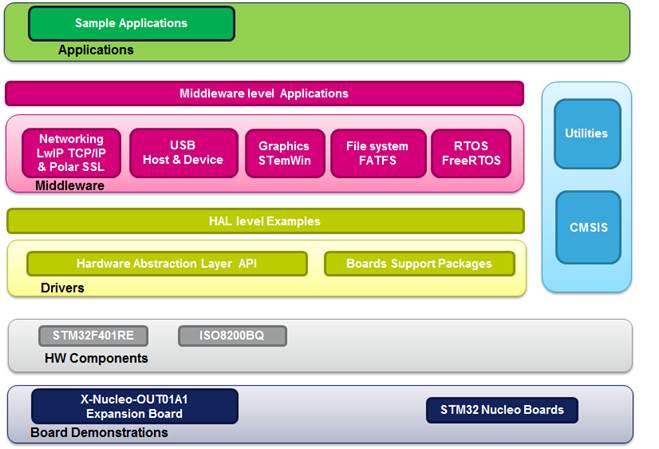 Sample Applications
Applications
Middleware level Applications
Networking
LwIP TCP/IP
& Polar SSL
USB
Host & Device
Graphics
STemWin
File system
FATFS
RTOS
FreeRTOS
Middleware
Utilities
CMSIS
HAL level Examples
Hardware Abstraction Layer API
Boards Support Packages
Drivers
STM32F401RE
ISO8200BQ
HW Components
X-Nucleo-OUT01A1
Expansion Board
STM32 Nucleo Boards
Board Demonstrations